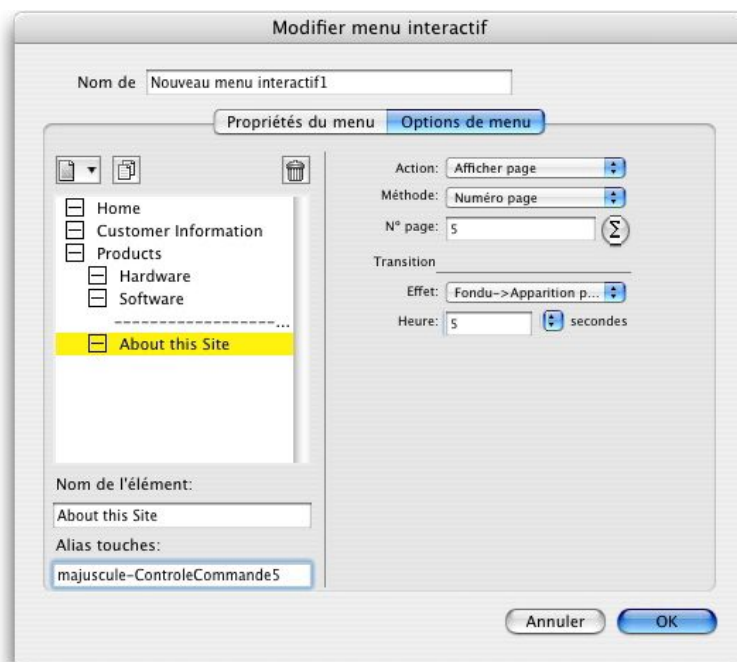 Modifier menu interactif
Nom de Nouveau menu interactif1
Propriétés du menu Options de menu
Home
Customer Information
Products
Hardware
Software
-------------------...
About this Site
Nom de l'élément:
About this Site
Alias touches:
majuscule-ControleCommande5
Action: Afficher page
Méthode: Numéro page
N° page: 5 Σ
Transition
Effet: Fondu->Apparition p...
Heure: 5 secondes
Annuler OK